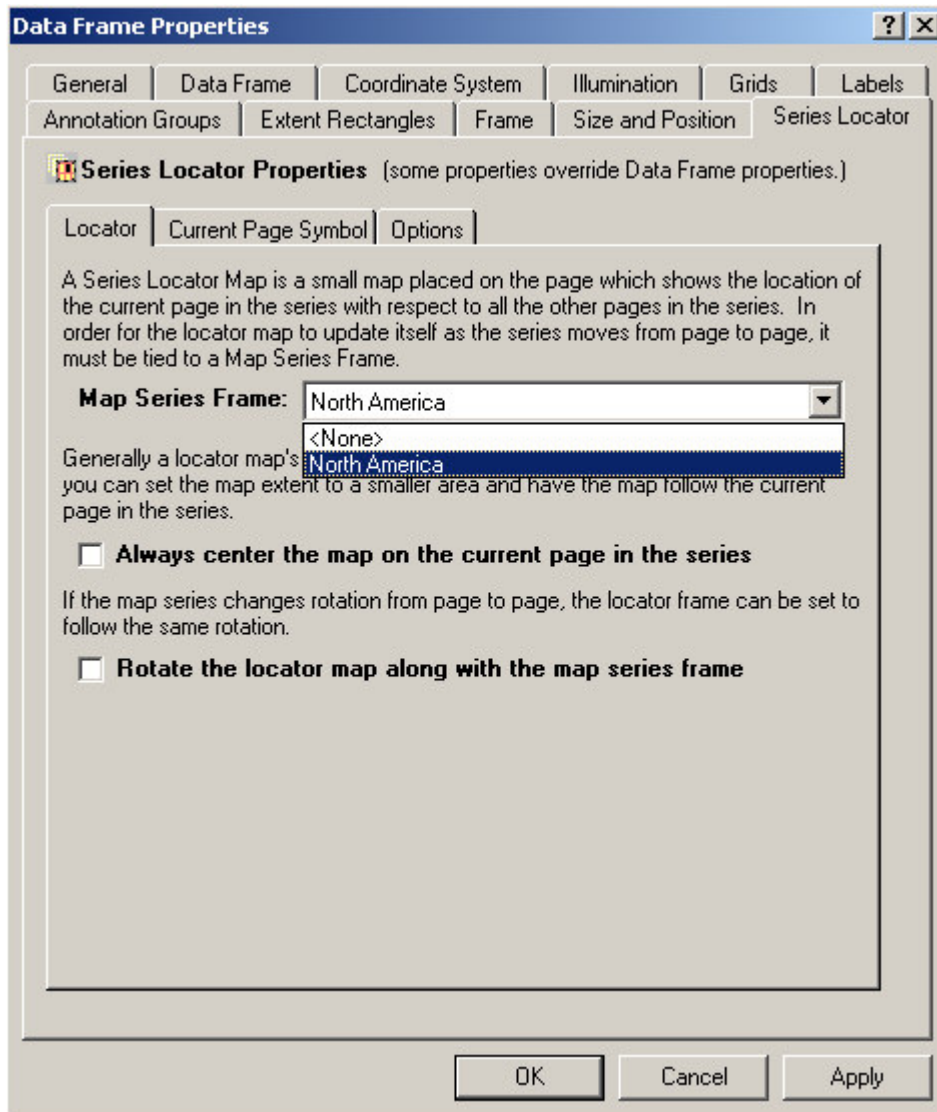 Data Frame Properties
General Data Frame Coordinate System Illumination Grids Labels
Annotation Groups Extent Rectangles Frame Size and Position Series Locator
Series Locator Properties (some properties override Data Frame properties.)
Locator Current Page Symbol Options
A Series Locator Map is a small map placed on the page which shows the location of
the current page in the series with respect to all the other pages in the series. In
order for the locator map to update itself as the series moves from page to page, it
must be tied to a Map Series Frame.
Map Series Frame: North America
<None>
Generally a locator map's North America
you can set the map extent to a smaller area and have the map follow the current
page in the series.
Always center the map on the current page in the series
If the map series changes rotation from page to page, the locator frame can be set to
follow the same rotation.
Rotate the locator map along with the map series frame
OK Cancel Apply